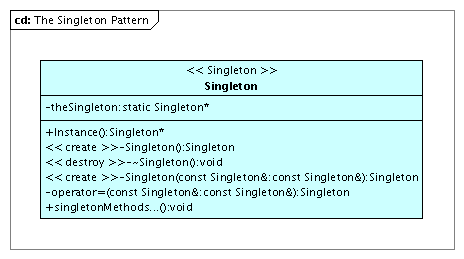 cd: The Singleton Pattern
<< Singleton >>
Singleton
-theSingleton:static Singleton*
+Instance():Singleton*
<< create >>-Singleton():Singleton
<< destroy >>-~Singleton():void
<< create >>-Singleton(const Singleton&:const Singleton&):Singleton
-operator=(const Singleton&:const Singleton&):Singleton
+singletonMethods...():void